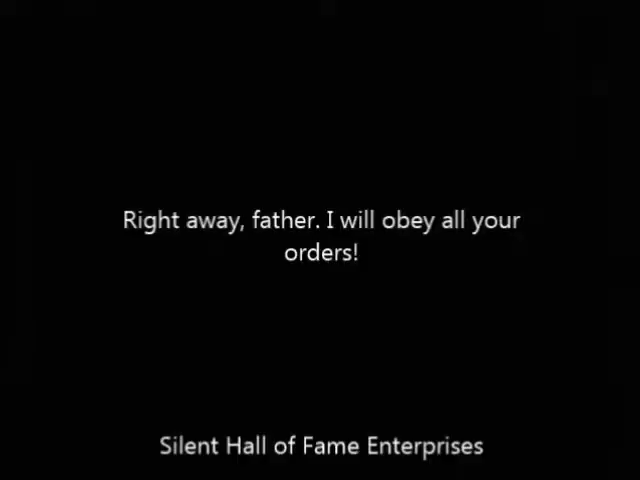 Right away, father. I will obey all your
orders!
Silent Hall of Fame Enterprises